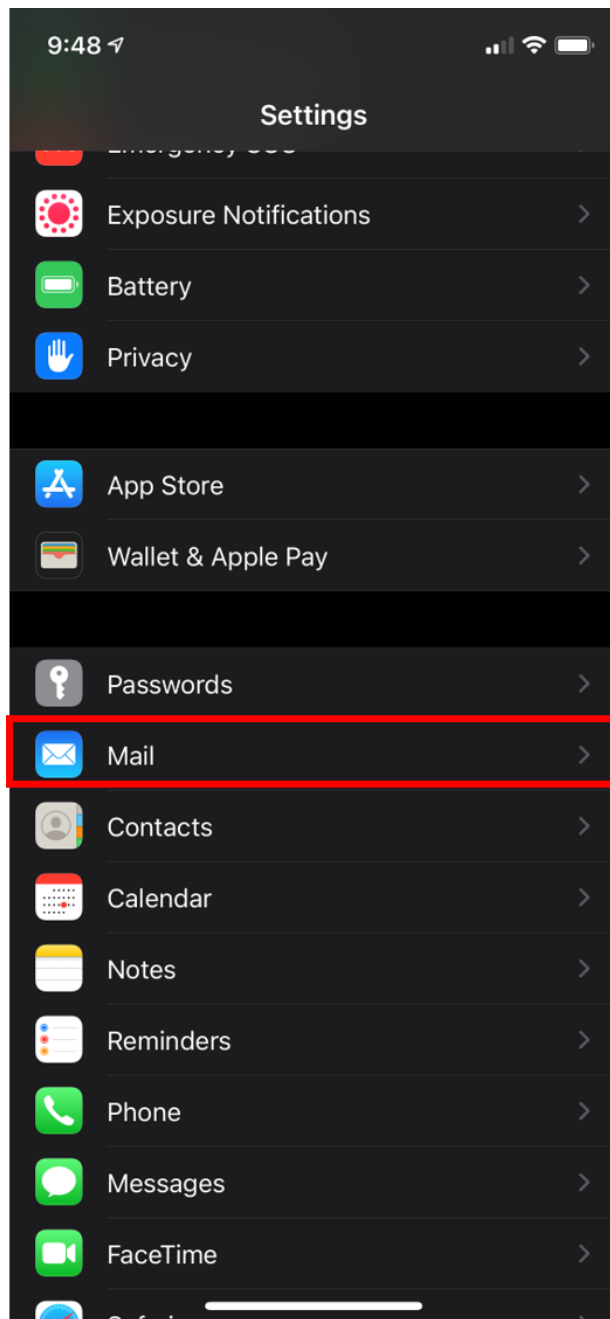 9:48
Settings
Exposure Notifications
Battery
Privacy
App Store
Wallet & Apple Pay
Passwords
Mail
Contacts
Calendar
Notes
Reminders
Phone
Messages
FaceTime